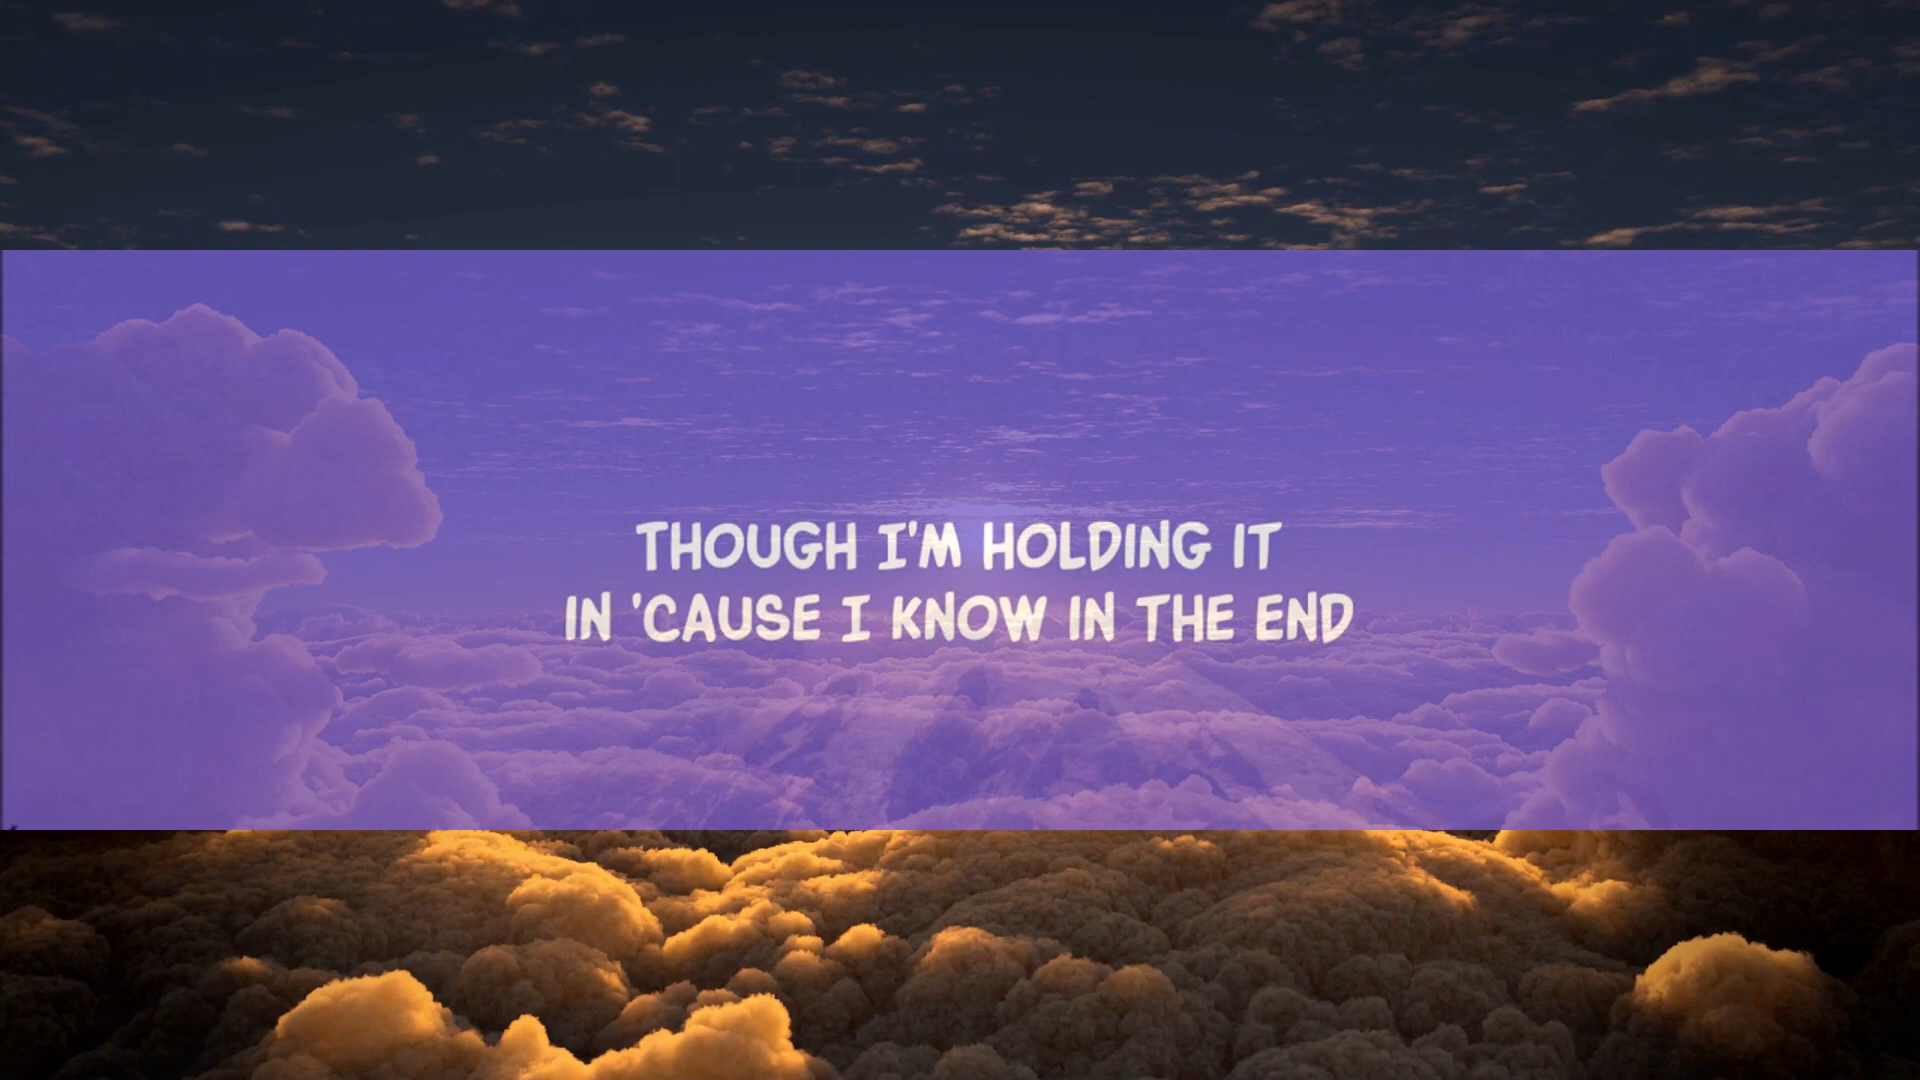 THOUGH I'M HOLDING IT
IN 'CAUSE I KNOW IN THE END